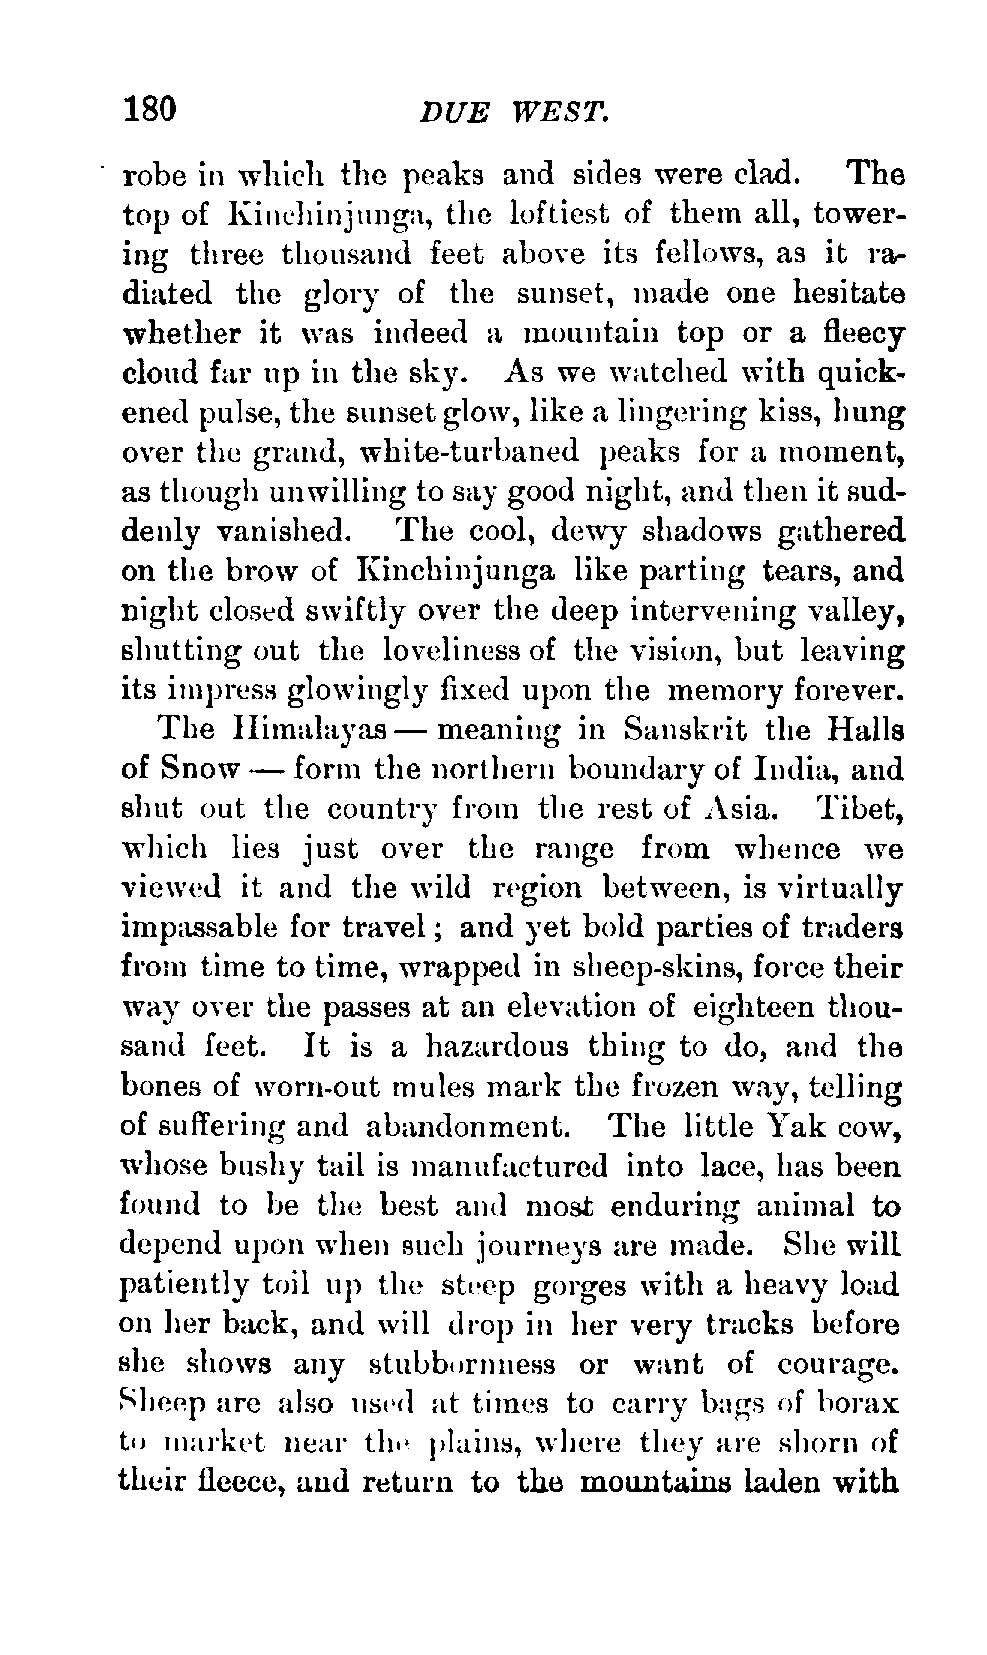 180 DUE WEST.
robe in which the peaks and sides were clad. The
top of Kinchinjunga, the loftiest of them all, tower-
ing three thousand feet above its fellows, as it ra-
diated the glory of the sunset, made one hesitate
whether it was indeed a mountain top or a fleecy
cloud far up in the sky. As we watched with quick-
ened pulse, the sunset glow, like a lingering kiss, hung
over the grand, white-turbaned peaks for a moment,
as though unwilling to say good night, and then it sud-
denly vanished. The cool, dewy shadows gathered
on the brow of Kinchinjunga like parting tears, and
night closed swiftly over the deep intervening valley,
shutting out the loveliness of the vision, but leaving
its impress glowingly fixed upon the memory forever.
The Himalayas — meaning in Sanskrit the Halls
of Snow — form the northern boundary of India, and
shut out the country from the rest of Asia. Tibet,
which lies just over the range from whence we
viewed it and the wild region between, is virtually
impassable for travel; and yet bold parties of traders
from time to time, wrapped in sheep-skins, force their
way over the passes at an elevation of eighteen thou-
sand feet. It is a hazardous thing to do, and the
bones of worn-out mules mark the frozen way, telling
of suffering and abandonment. The little Yak cow,
whose bushy tail is manufactured into lace, has been
found to be the best and most enduring animal to
depend upon when such journeys are made. She will
patiently toil up the steep gorges with a heavy load
on her back, and will drop in her very tracks before
she shows any stubbornness or want of courage.
Sheep are also used at times to carry bags of borax
to market near the plains, where they are shorn of
their fleece, and return to the mountains laden with